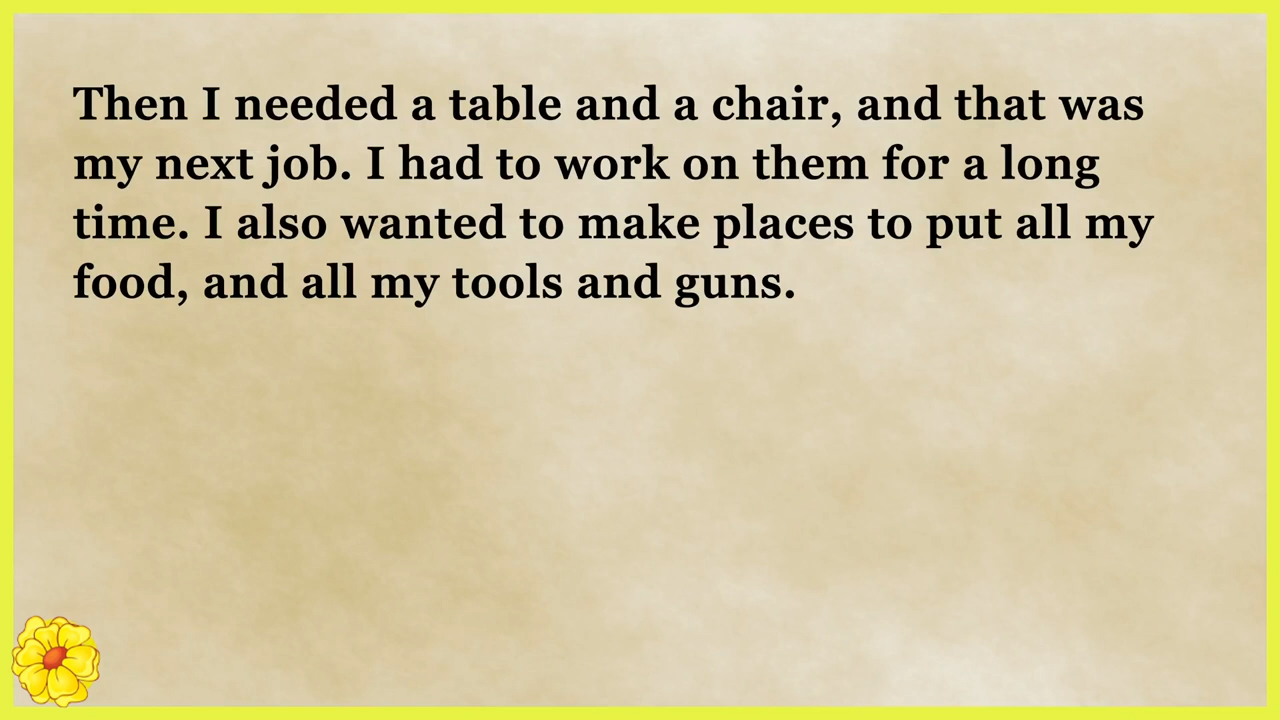 Then I needed a table and a chair, and that was
my next job. I had to work on them for a long
time. I also wanted to make places to put all my
food, and all my tools and guns.